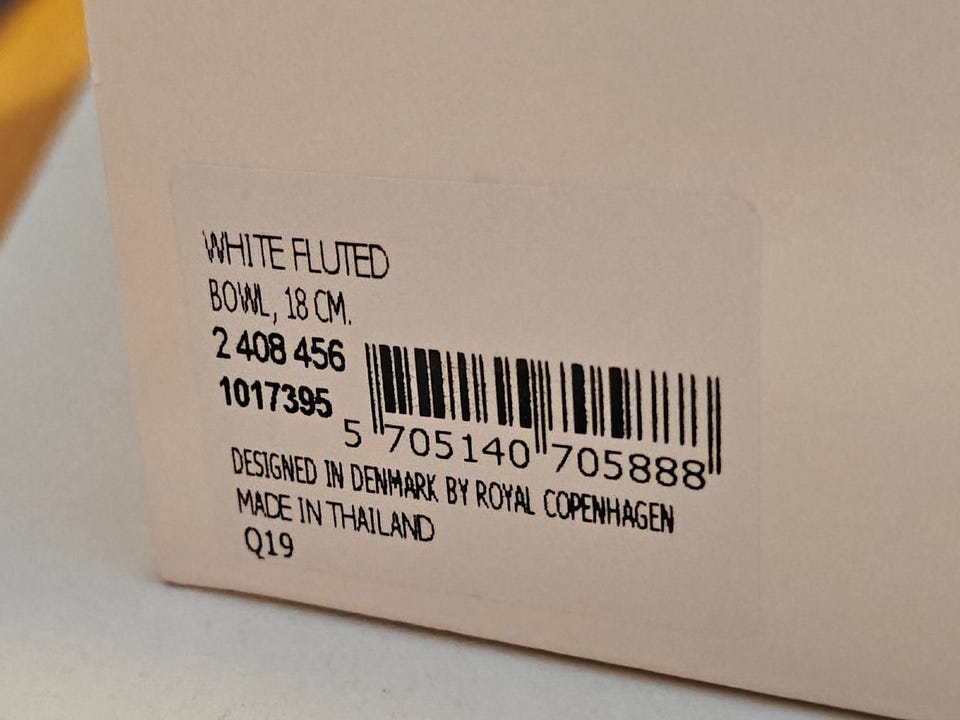 WHITE FLUTED
BOWL, 18 CM.
2 408 456
1017395
5 705140 705888
DESIGNED IN DENMARK BY ROYAL COPENHAGEN
MADE IN THAILAND
Q19